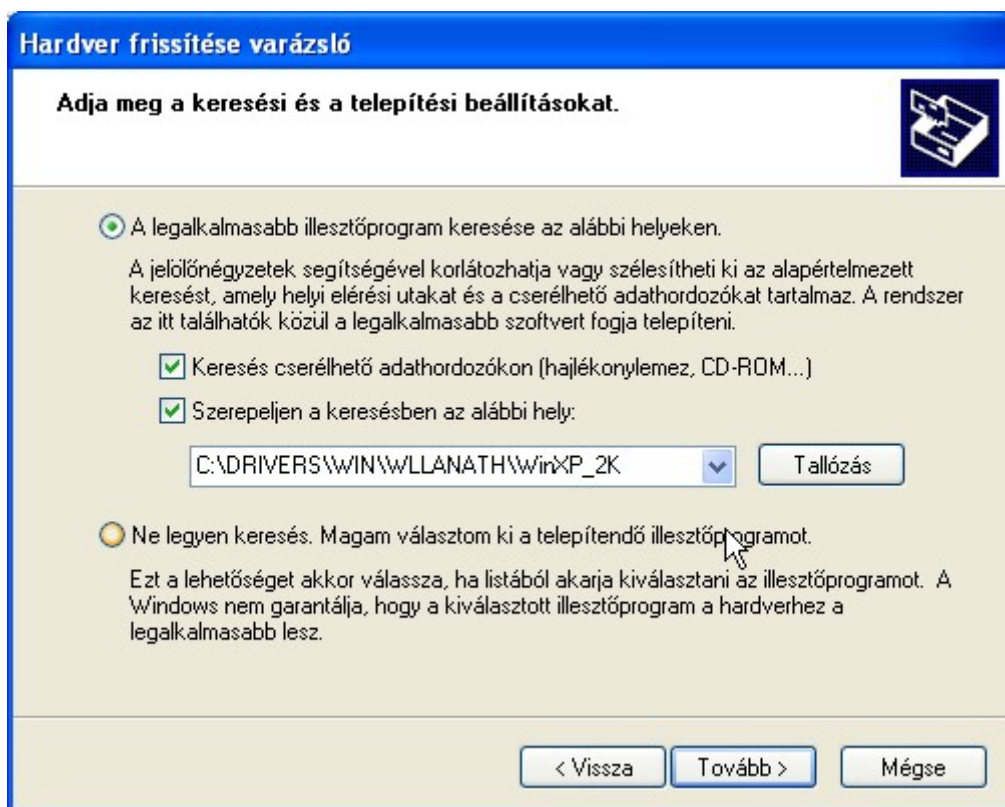 Hardver frissítése varázsló
Adja meg a keresési és a telepítési beállításokat.
A legalkalmasabb illesztőprogram keresése az alábbi helyeken.
A jelölőnégyzetek segítségével korlátozhatja vagy szélesítheti ki az alapértelmezett
keresést, amely helyi elérési utakat és a cserélhető adathordozókat tartalmaz. A rendszer
az itt találhatók közül a legalkalmasabb szoftvert fogja telepíteni.
Keresés cserélhető adathordozókon (hajlékonylemez, CD-ROM...)
Szerepeljen a keresésben az alábbi hely:
C:\DRIVERS\WIN\WLLANATH\WinXP_2K
Tallózás
Ne legyen keresés. Magam választom ki a telepítendő illesztőprogramot.
Ezt a lehetőséget akkor válassza, ha listából akarja kiválasztani az illesztőprogramot. A
Windows nem garantálja, hogy a kiválasztott illesztőprogram a hardverhez a
legalkalmasabb lesz.
< Vissza
Tovább >
Mégse